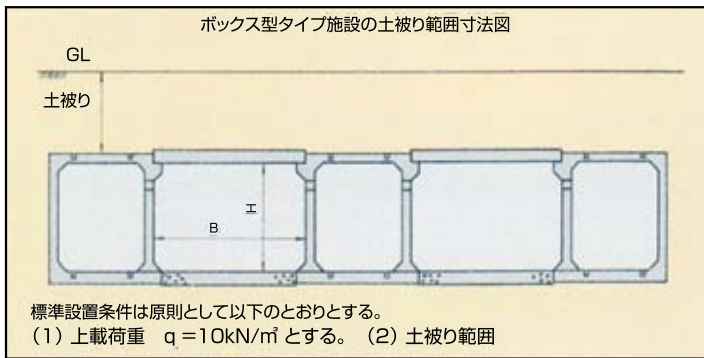 ボックス型タイプ施設の土被り範囲寸法図
GL
土被り
H
B
標準設置条件は原則として以下のとおりとする。
(1) 上載荷重 q=10kN/㎡ とする。 (2) 土被り範囲